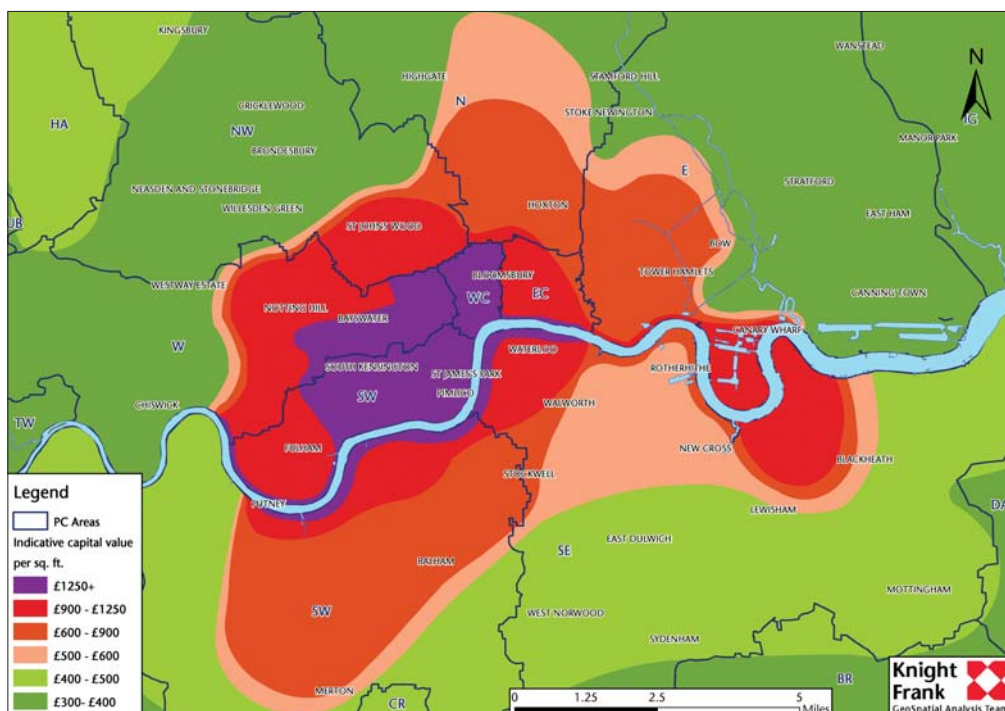 KINGSBURY
WANSTEAD
HIGHGATE
STAMFORD HILL
N
N
CRICKLEWOOD
STOKE NEWINGTON
HA
NW
IG
MANOR PARK
BRONDESBURY
E
STRATFORD
NEASDEN AND STONEBRIDGE
WILLESDEN GREEN
HOXTON
EAST HAM
UB
ST JOHNS WOOD
BOW
BLOOMSBURY
TOWER HAMLETS
WESTWAY ESTATE
WC
EC
CANNING TOWN
NOTTING HILL
BAYSWATER
CANARY WHARF
W
WATERLOO
SOUTH KENSINGTON
ST JAMES'S PARK
ROTHERHITHE
SW
PIMLICO
CHISWICK
WALWORTH
TW
FULHAM
NEW CROSS
BLACKHEATH
STOCKWELL
PUTNEY
LEWISHAM
DA
EAST DULWICH
SE
BALHAM
MOTTINGHAM
SW
WEST NORWOOD
SYDENHAM
MERTON
CR
BR
Legend
PC Areas
Indicative capital value
per sq. ft.
£1250+
£900 - £1250
£600 - £900
£500 - £600
£400 - £500
£300- £400
0 1.25 2.5 5
Miles
Knight
Frank
GeoSpatial Analysis Team